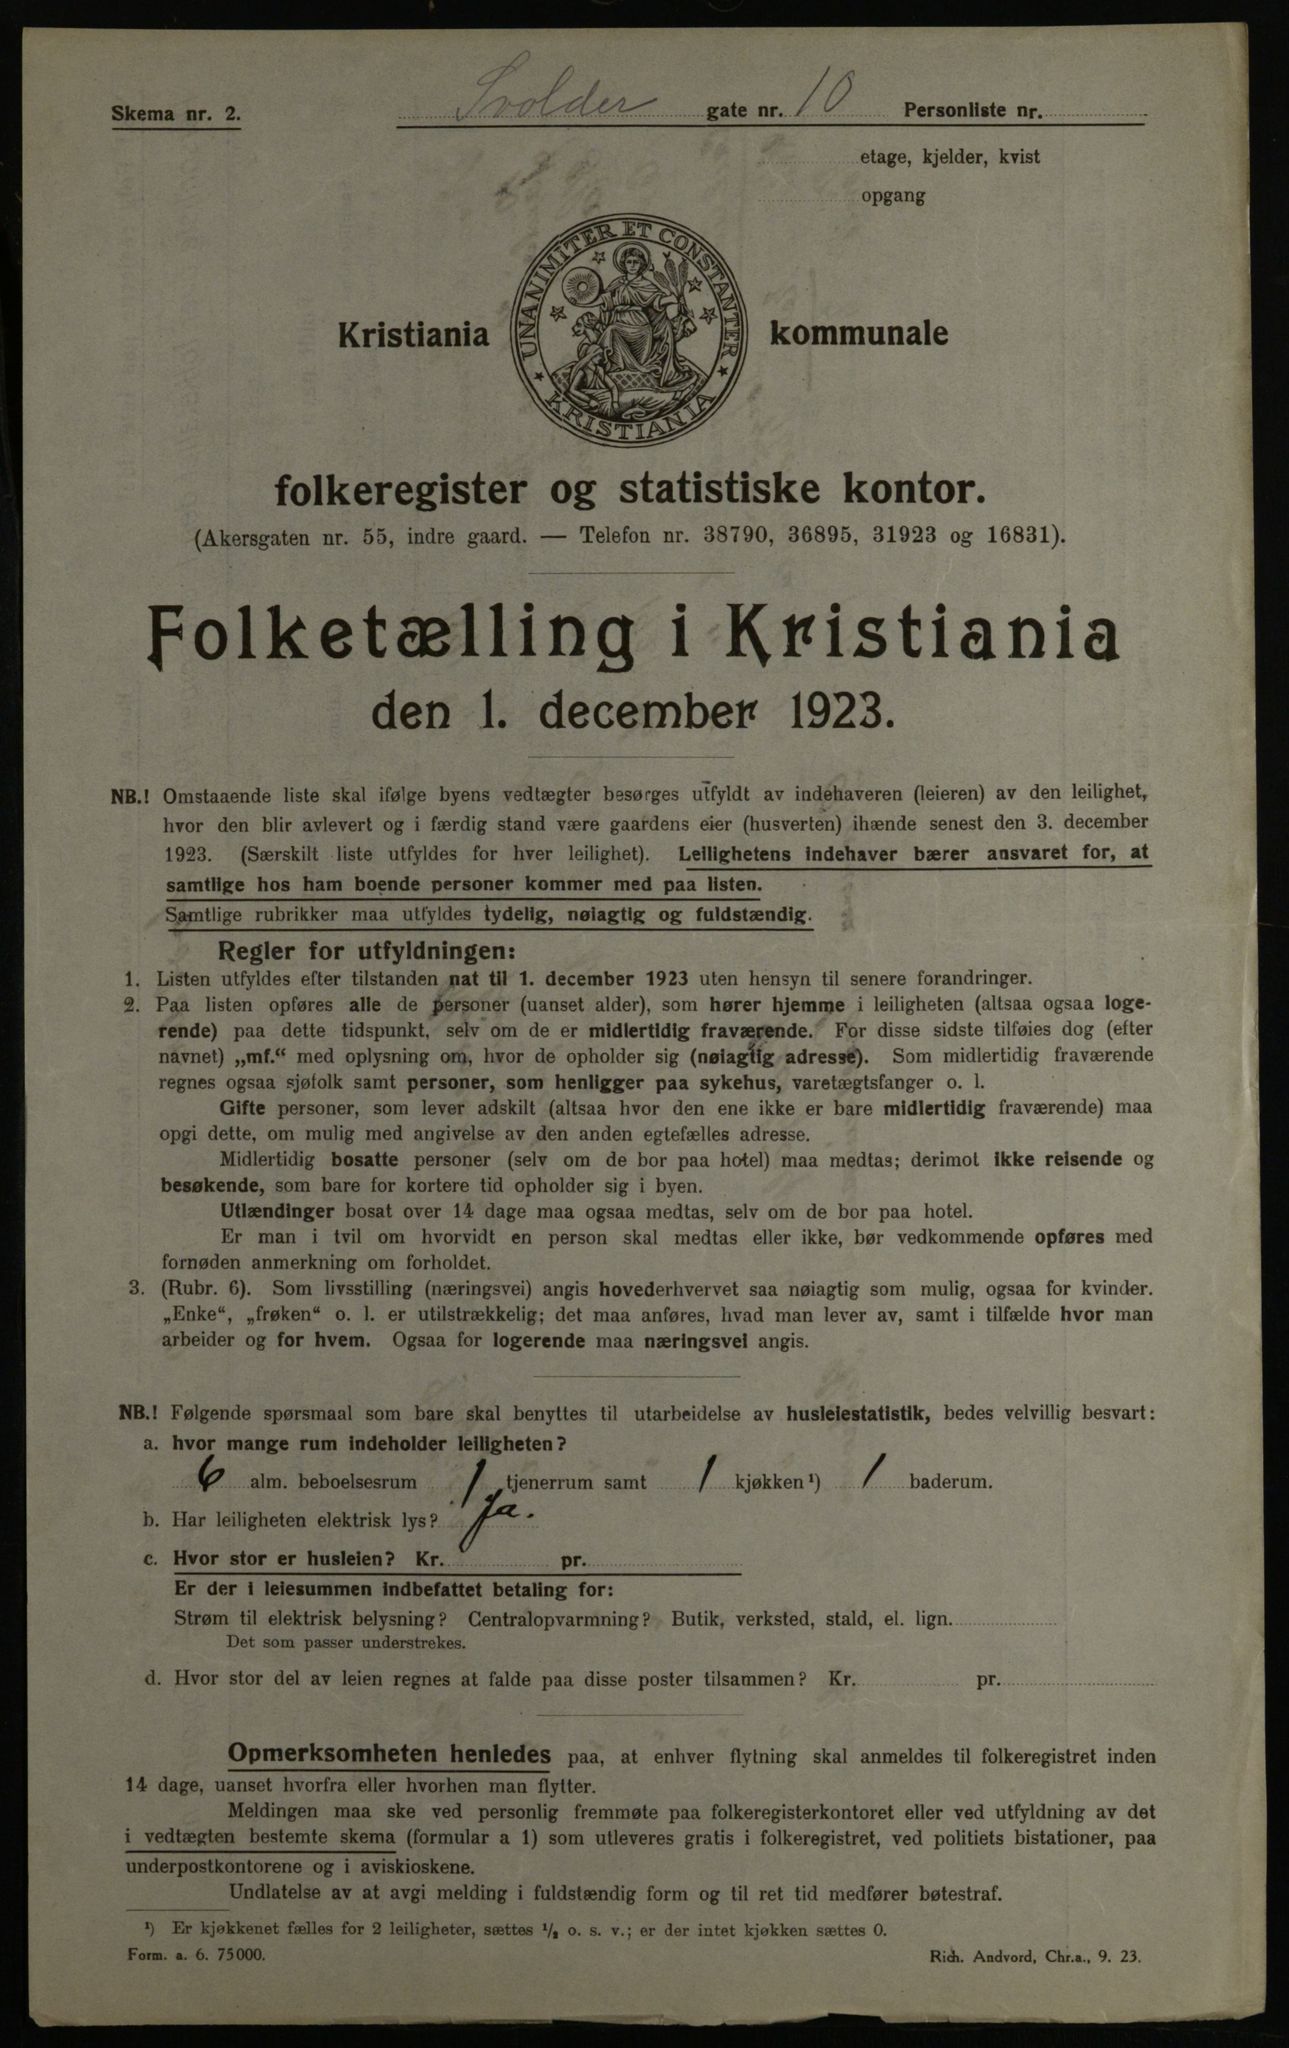 Skema nr. 2. Svolder gate nr. 10 Personliste nr.
etage, kjelder, kvist
opgang
UNANIMITER ET CONSTANTER
KRISTIANIA
Kristiania kommunale
folkeregister og statistiske kontor.
(Akersgaten nr. 55, indre gaard. — Telefon nr. 38790, 36895, 31923 og 16831).
Folketælling i Kristiania
den 1. december 1923.
NB.! Omstaaende liste skal ifølge byens vedtægter besørges utfyldt av indehaveren (leieren) av den leilighet,
hvor den blir avlevert og i færdig stand være gaardens eier (husverten) ihænde senest den 3. december
1923. (Særskilt liste utfyldes for hver leilighet). Leilighetens indehaver bærer ansvaret for, at
samtlige hos ham boende personer kommer med paa listen.
Samtlige rubrikker maa utfyldes tydelig, nøiagtig og fuldstændig.
Regler for utfyldningen:
1. Listen utfyldes efter tilstanden nat til 1. december 1923 uten hensyn til senere forandringer.
2. Paa listen opføres alle de personer (uanset alder), som hører hjemme i leiligheten (altsaa ogsaa loge-
rende) paa dette tidspunkt, selv om de er midlertidig fraværende. For disse sidste tilføies dog (efter
navnet) „mf.“ med oplysning om, hvor de opholder sig (nøiagtig adresse). Som midlertidig fraværende
regnes ogsaa sjøfolk samt personer, som henligger paa sykehus, varetægtsfanger o. l.
Gifte personer, som lever adskilt (altsaa hvor den ene ikke er bare midlertidig fraværende) maa
opgi dette, om mulig med angivelse av den anden egtefælles adresse.
Midlertidig bosatte personer (selv om de bor paa hotel) maa medtas; derimot ikke reisende og
besøkende, som bare for kortere tid opholder sig i byen.
Utlændinger bosat over 14 dage maa ogsaa medtas, selv om de bor paa hotel.
Er man i tvil om hvorvidt en person skal medtas eller ikke, bør vedkommende opføres med
fornøden anmerkning om forholdet.
3. (Rubr. 6). Som livsstilling (næringsvei) angis hovederhvervet saa nøiagtig som mulig, ogsaa for kvinder.
„Enke“, „frøken“ o. l. er utilstrækkelig; det maa anføres, hvad man lever av, samt i tilfælde hvor man
arbeider og for hvem. Ogsaa for logerende maa næringsvei angis.
NB.! Følgende spørsmaal som bare skal benyttes til utarbeidelse av husleiestatistik, bedes velvillig besvart:
a. hvor mange rum indeholder leiligheten?
6 alm. beboelsesrum 1 tjenerrum samt 1 kjøkken ¹) 1 baderum.
b. Har leiligheten elektrisk lys? Ja.
c. Hvor stor er husleien? Kr. pr.
Er der i leiesummen indbefattet betaling for:
Strøm til elektrisk belysning? Centralopvarmning? Butik, verksted, stald, el. lign.
Det som passer understrekes.
d. Hvor stor del av leien regnes at falde paa disse poster tilsammen? Kr. pr.
Opmerksomheten henledes paa, at enhver flytning skal anmeldes til folkeregistret inden
14 dage, uanset hvorfra eller hvorhen man flytter.
Meldingen maa ske ved personlig fremmøte paa folkeregisterkontoret eller ved utfyldning av det
i vedtægten bestemte skema (formular a 1) som utleveres gratis i folkeregistret, ved politiets bistationer, paa
underpostkontorene og i aviskioskene.
Undlatelse av at avgi melding i fuldstændig form og til ret tid medfører bøtestraf.
¹) Er kjøkkenet fælles for 2 leiligheter, sættes ½ o. s. v.; er der intet kjøkken sættes 0.
Form. a. 6. 75000. Rich. Andvord, Chr.a., 9. 23.